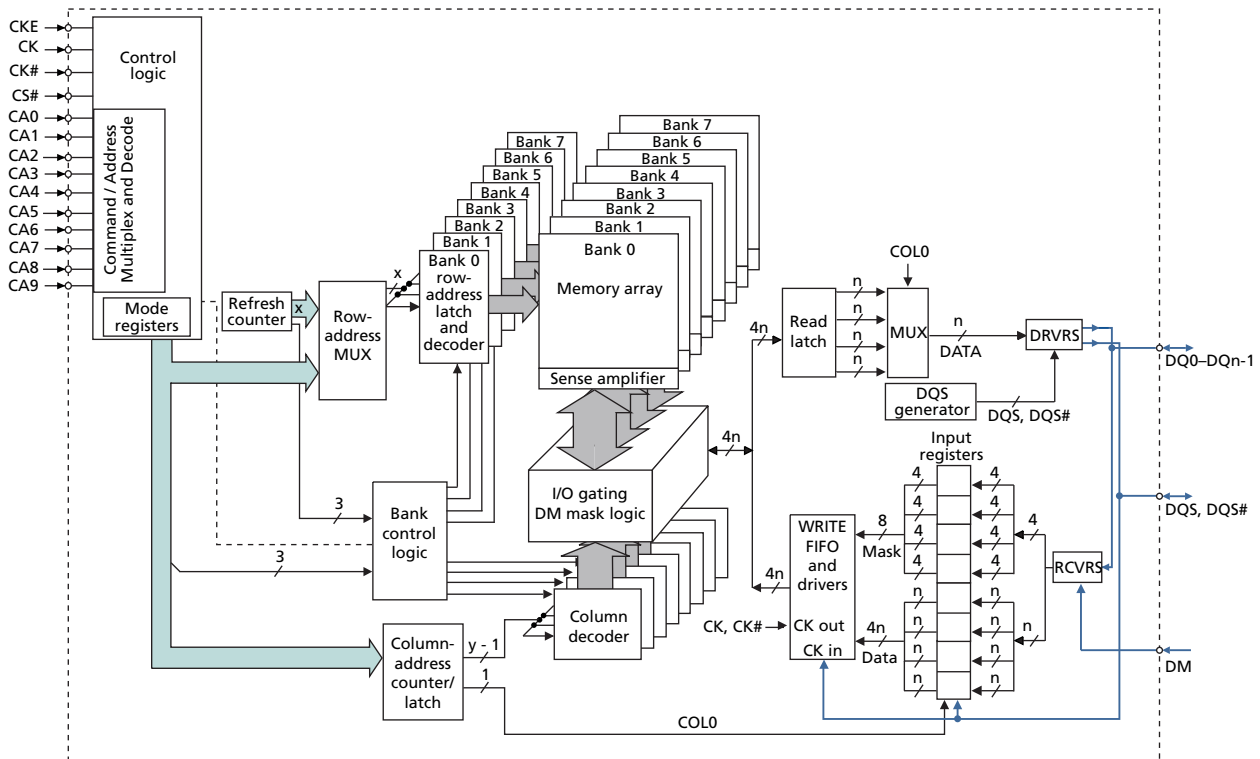 CKE
CK
CK#
CS#
CA0
CA1
CA2
CA3
CA4
CA5
CA6
CA7
CA8
CA9
Control
logic
Command / Address
Multiplex and Decode
Mode
registers
Refresh
counter
x
Row-
address
MUX
x
Bank 7
Bank 6
Bank 5
Bank 4
Bank 3
Bank 2
Bank 1
Bank 0
row-
address
latch
and
decoder
Bank 7
Bank 6
Bank 5
Bank 4
Bank 3
Bank 2
Bank 1
Bank 0
Memory array
Sense amplifier
3
3
Bank
control
logic
I/O gating
DM mask logic
Column
decoder
Column-
address
counter/
latch
y - 1
1
COL0
4n
4n
4n
Read
latch
n
n
n
n
COL0
MUX
n
DATA
DRVRS
DQS
generator
DQS, DQS#
DQ0–DQn-1
DQS, DQS#
DM
Input
registers
4
4
4
4
n
n
n
n
4
4
4
4
n
n
n
n
4
n
RCVRS
8
Mask
4n
Data
WRITE
FIFO
and
drivers
CK out
CK in
CK, CK#